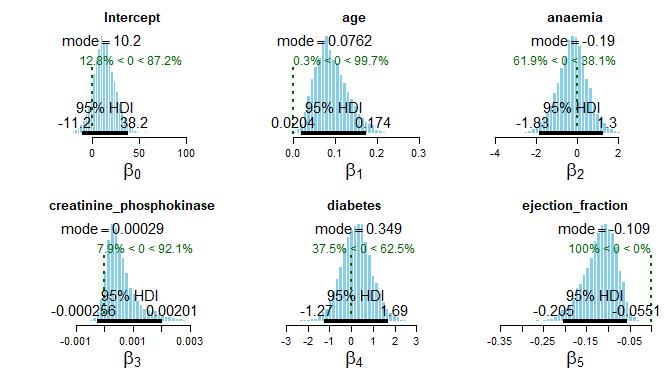 Intercept
mode = 10.2
12.8% < 0 < 87.2%
95% HDI
-11.2 38.2
0 50 100
β0
age
mode = 0.0762
0.3% < 0 < 99.7%
95% HDI
0.0204 0.174
0.0 0.1 0.2 0.3
β1
anaemia
mode = -0.19
61.9% < 0 < 38.1%
95% HDI
-1.83 1.3
-4 -2 0 2
β2
creatinine_phosphokinase
mode = 0.00029
7.9% < 0 < 92.1%
95% HDI
-0.000256 0.00201
-0.001 0.001 0.003
β3
diabetes
mode = 0.349
37.5% < 0 < 62.5%
95% HDI
-1.27 1.69
-3 -2 -1 0 1 2 3
β4
ejection_fraction
mode = -0.109
100% < 0 < 0%
95% HDI
-0.205 -0.0551
-0.35 -0.25 -0.15 -0.05
β5